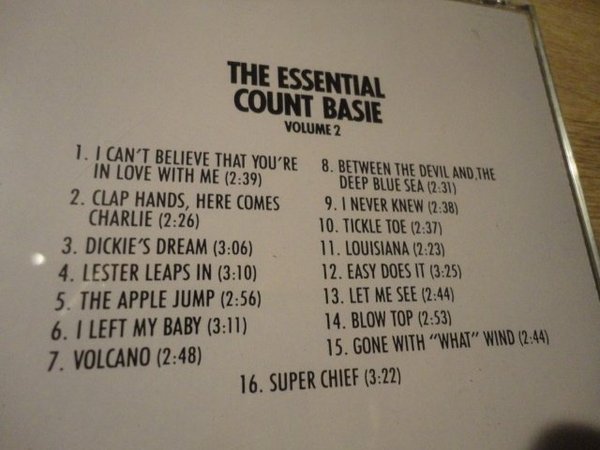 THE ESSENTIAL
COUNT BASIE
VOLUME 2
1. I CAN'T BELIEVE THAT YOU'RE
IN LOVE WITH ME (2:39)
2. CLAP HANDS, HERE COMES
CHARLIE (2:26)
3. DICKIE'S DREAM (3:06)
4. LESTER LEAPS IN (3:10)
5. THE APPLE JUMP (2:56)
6. I LEFT MY BABY (3:11)
7. VOLCANO (2:48)
8. BETWEEN THE DEVIL AND THE
DEEP BLUE SEA (2:31)
9. I NEVER KNEW (2:38)
10. TICKLE TOE (2:37)
11. LOUISIANA (2:23)
12. EASY DOES IT (3:25)
13. LET ME SEE (2:44)
14. BLOW TOP (2:53)
15. GONE WITH "WHAT" WIND (2:44)
16. SUPER CHIEF (3:22)